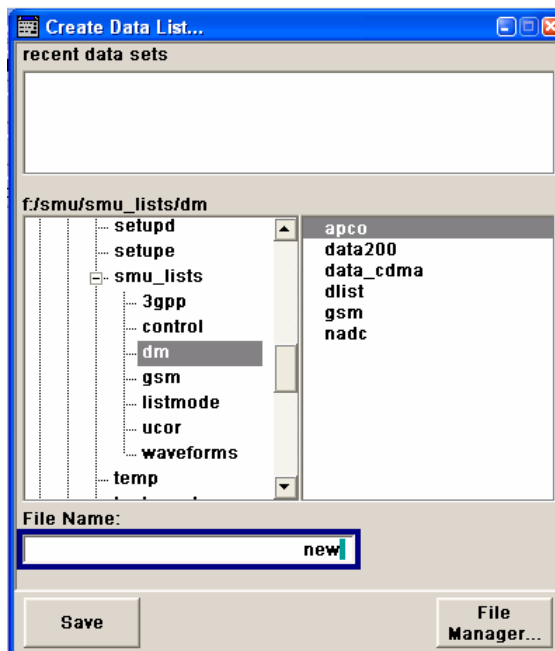 Create Data List...
recent data sets
f:/smu/smu_lists/dm
setupd
setupe
smu_lists
3gpp
control
dm
gsm
listmode
ucor
waveforms
temp
apco
data200
data_cdma
dlist
gsm
nadc
File Name:
new
Save
File
Manager...